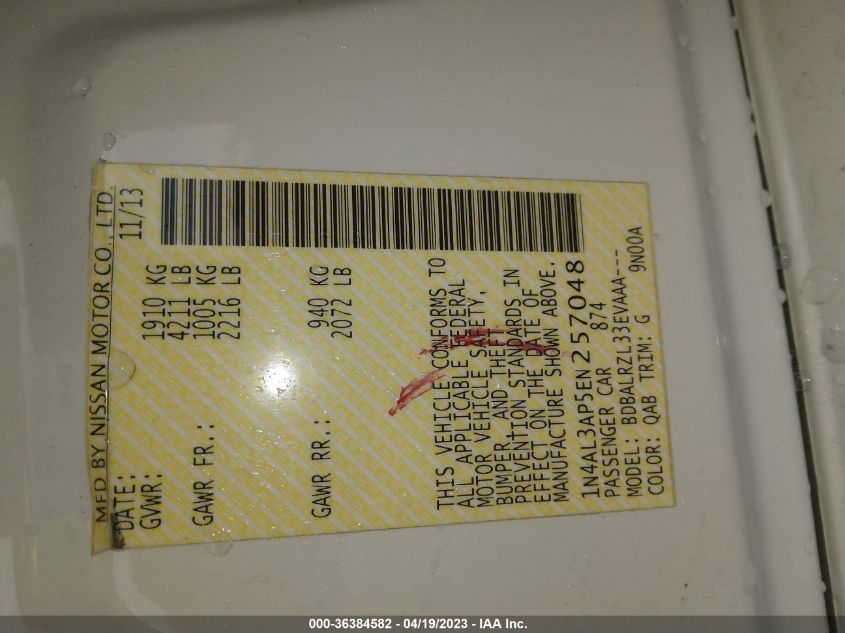 MFD BY NISSAN MOTOR CO., LTD.
DATE: 11/13
GVWR: 1910 KG
4211 LB
GAWR FR.: 1005 KG
2216 LB
GAWR RR.: 940 KG
2072 LB
THIS VEHICLE CONFORMS TO
ALL APPLICABLE FEDERAL
MOTOR VEHICLE SAFETY,
BUMPER, AND THEFT
PREVENTION STANDARDS IN
EFFECT ON THE DATE OF
MANUFACTURE SHOWN ABOVE.
1N4AL3AP5EN257048
PASSENGER CAR 874
MODEL: BDBALRZL33EVAAA---
COLOR: QAB TRIM: G 9N00A
000-36384582 - 04/19/2023 - IAA Inc.